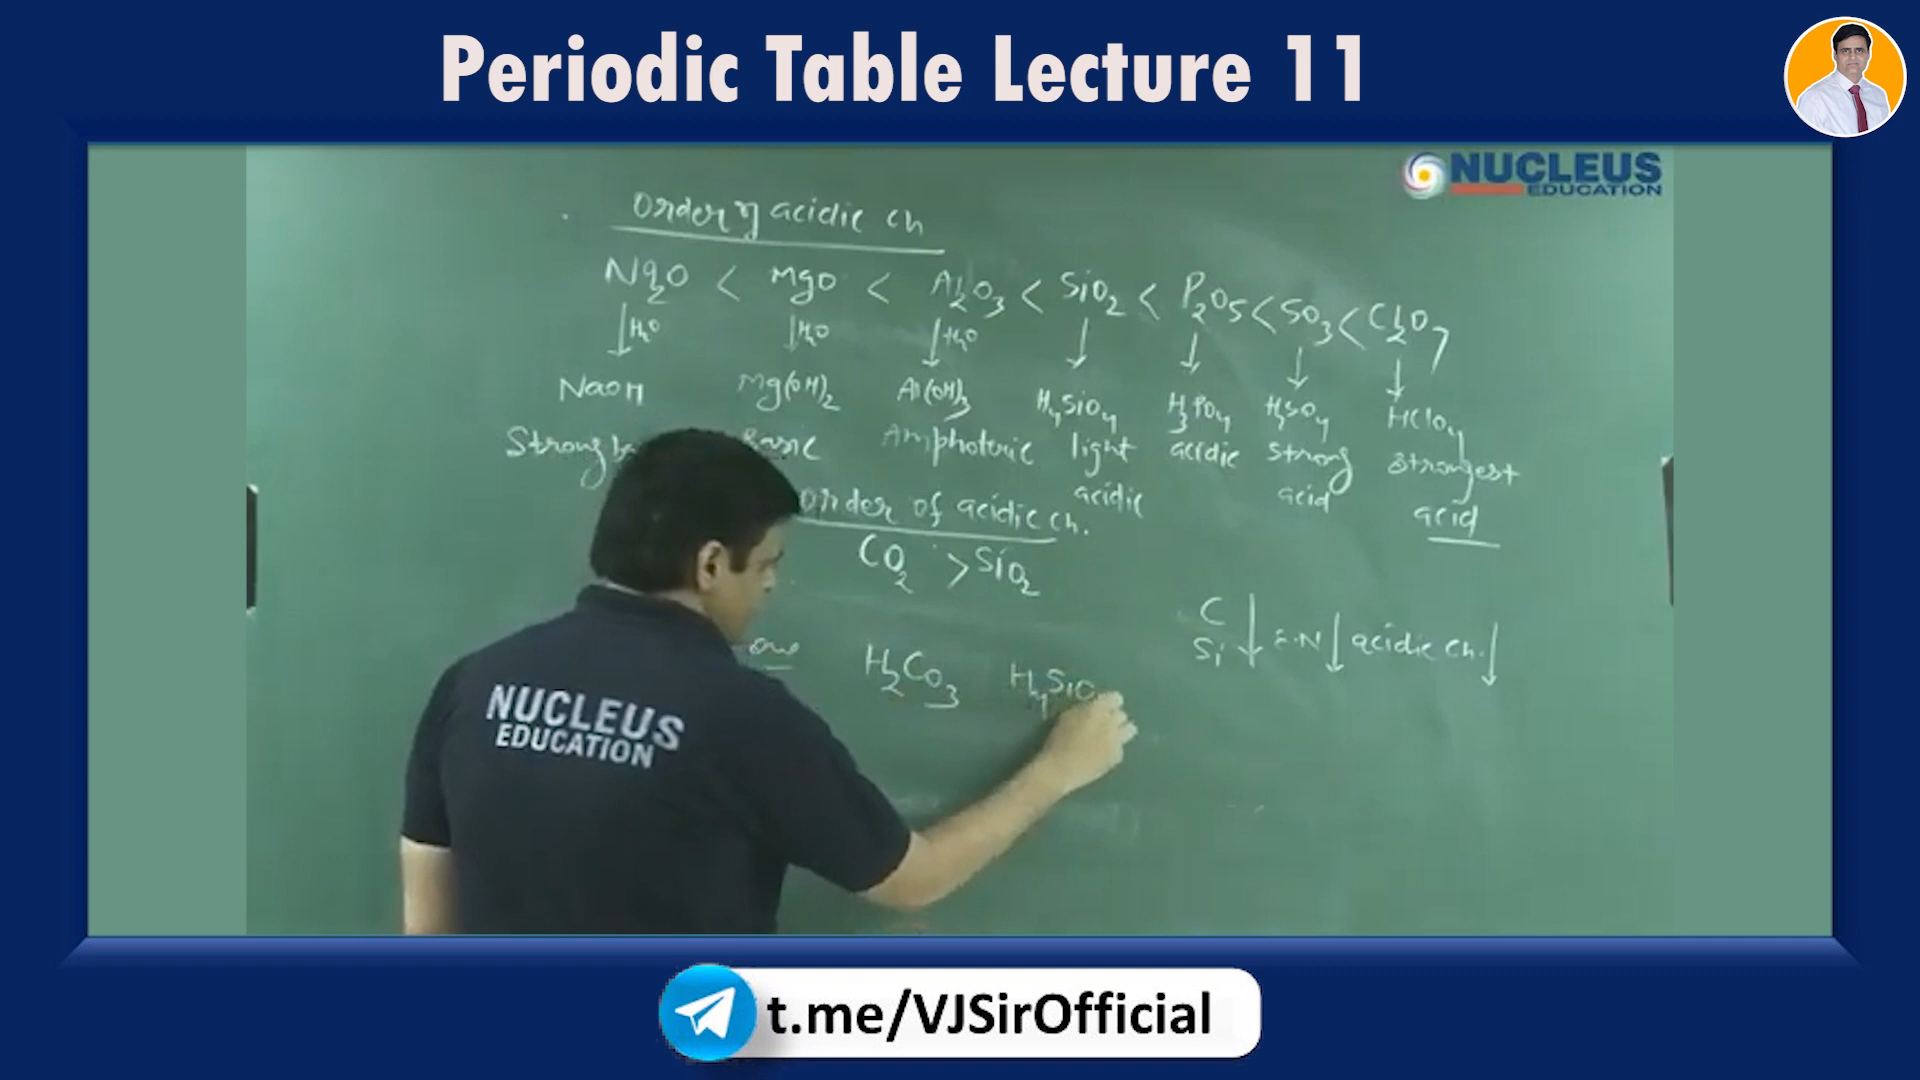 Periodic Table Lecture 11
NUCLEUS
EDUCATION
Order of acidic ch
Na2O < MgO < Al2O3 < SiO2 < P2O5 < SO3 < Cl2O7
H2O H2O H2O
NaOH Mg(OH)2 Al(OH)3 H4SiO4 H3PO4 H2SO4 HClO4
Strong Basic Amphoteric light acidic strong strongest
acidic acid acid
order of acidic ch.
CO2 > SiO2
C
Si E.N acidic ch.
H2CO3 H4SiO
NUCLEUS
EDUCATION
t.me/VJSirOfficial